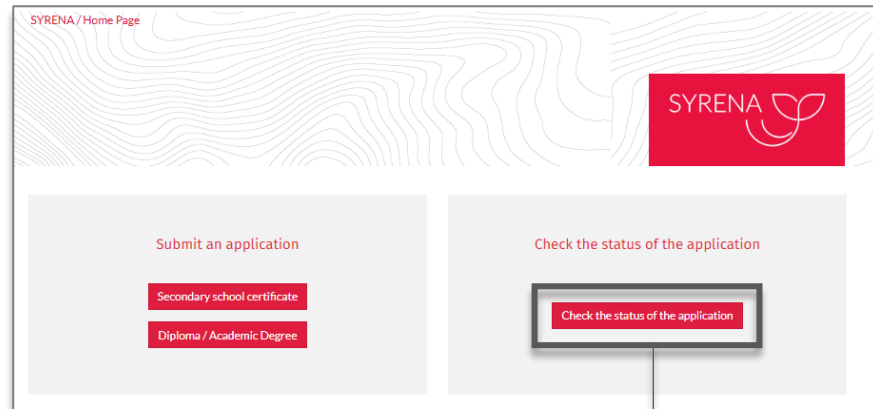 SYRENA / Home Page
SYRENA
Submit an application
Secondary school certificate
Diploma / Academic Degree
Check the status of the application
Check the status of the application